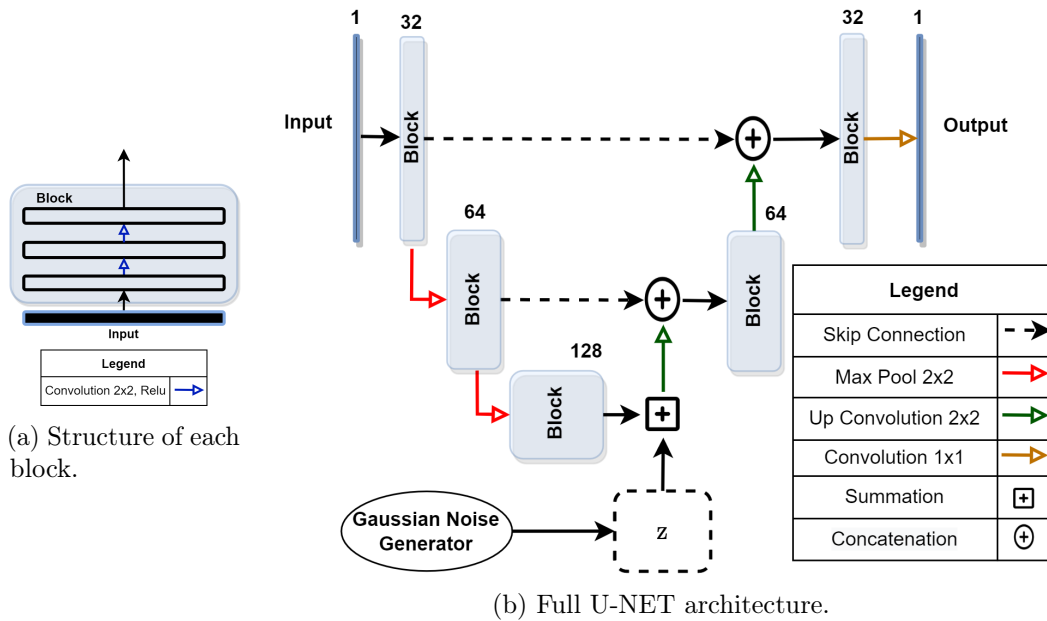 Block
Input
Legend
Convolution 2x2, Relu
(a) Structure of each
block.
1
32
32
1
Input
Block
Block
Output
64
64
Block
Block
128
Block
Gaussian Noise
Generator
z
Legend
Skip Connection
Max Pool 2x2
Up Convolution 2x2
Convolution 1x1
Summation
Concatenation
(b) Full U-NET architecture.